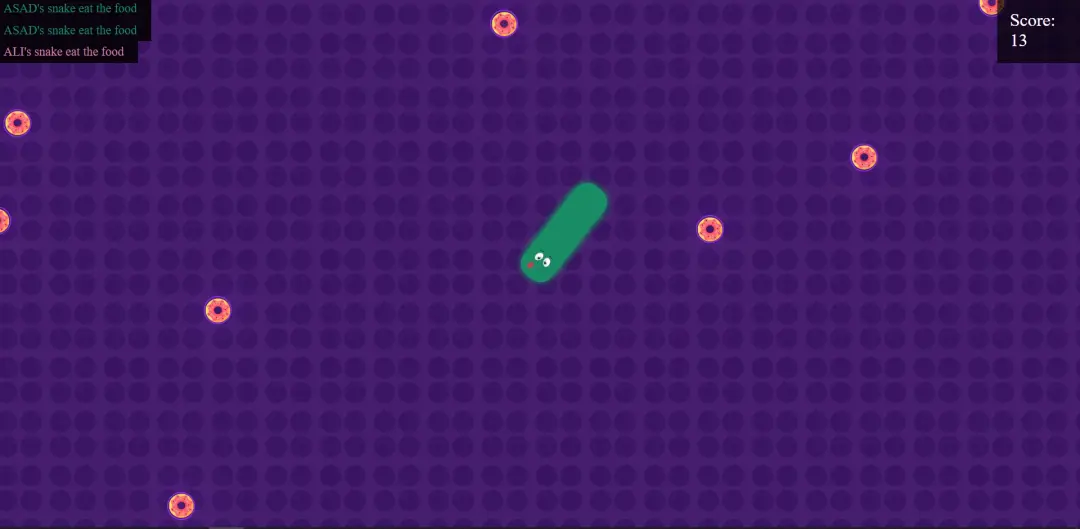 ASAD's snake eat the food
ASAD's snake eat the food
ALI's snake eat the food
Score:
13